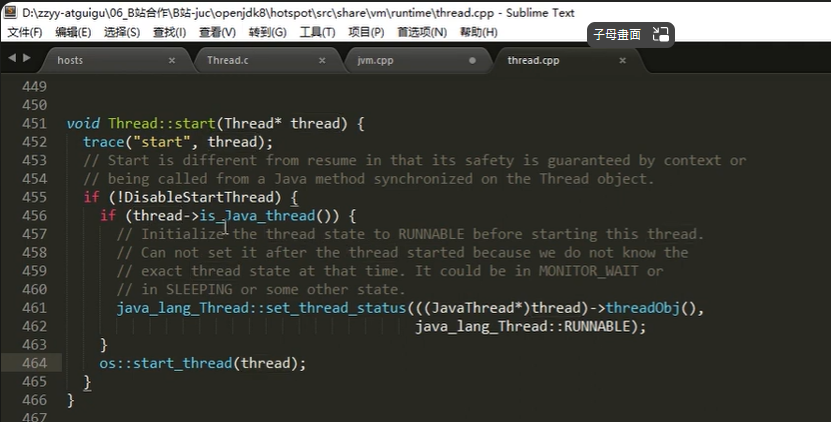 D:\zzyy-atguigu\06_B站合作\B站-juc\openjdk8\hotspot\src\share\vm\runtime\thread.cpp - Sublime Text
文件(F) 编辑(E) 选择(S) 查找(I) 查看(V) 转到(G) 工具(T) 项目(P) 首选项(N) 帮助(H)
子母畫面
hosts × Thread.c × jvm.cpp thread.cpp ×
449
450
451 void Thread::start(Thread* thread) {
452 trace("start", thread);
453 // Start is different from resume in that its safety is guaranteed by context or
454 // being called from a Java method synchronized on the Thread object.
455 if (!DisableStartThread) {
456 if (thread->is_Java_thread()) {
457 // Initialize the thread state to RUNNABLE before starting this thread.
458 // Can not set it after the thread started because we do not know the
459 // exact thread state at that time. It could be in MONITOR_WAIT or
460 // in SLEEPING or some other state.
461 java_lang_Thread::set_thread_status(((JavaThread*)thread)->threadObj(),
462 java_lang_Thread::RUNNABLE);
463 }
464 os::start_thread(thread);
465 }
466 }
467